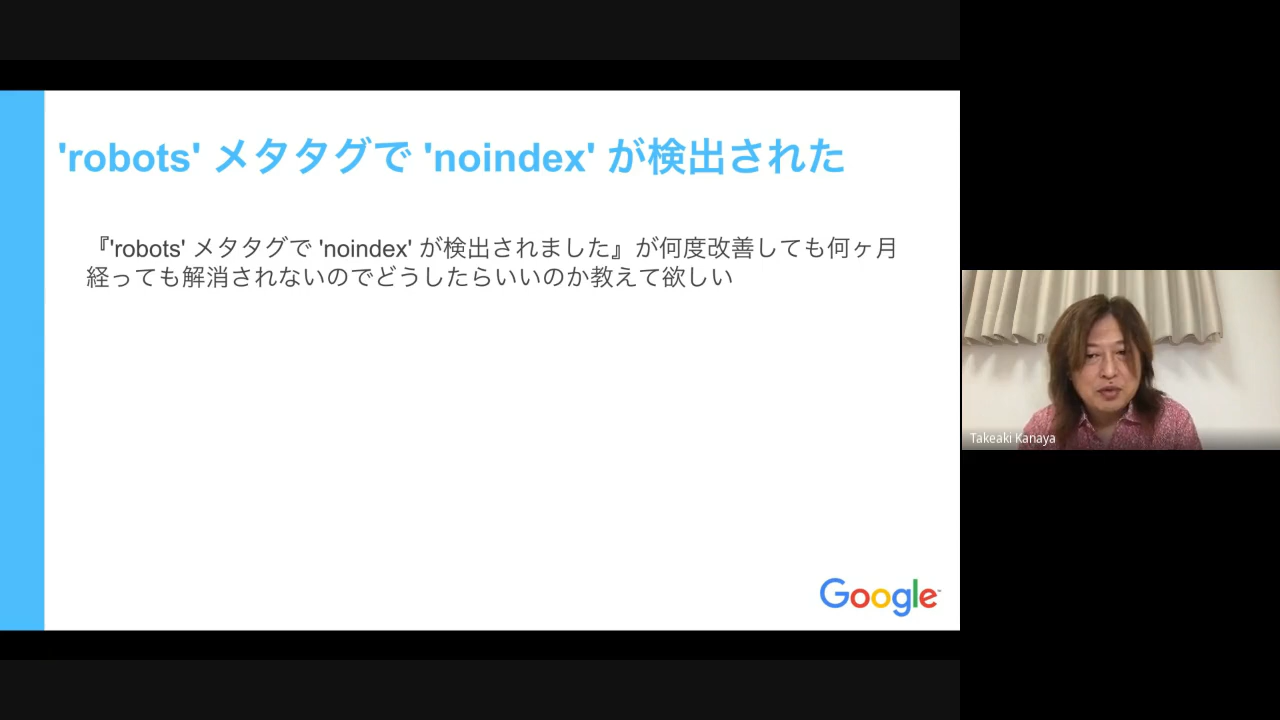 'robots' メタタグで 'noindex' が検出された
『'robots' メタタグで 'noindex' が検出されました』が何度改善しても何ヶ月
経っても解消されないのでどうしたらいいのか教えて欲しい
Takeaki Kanaya
Google